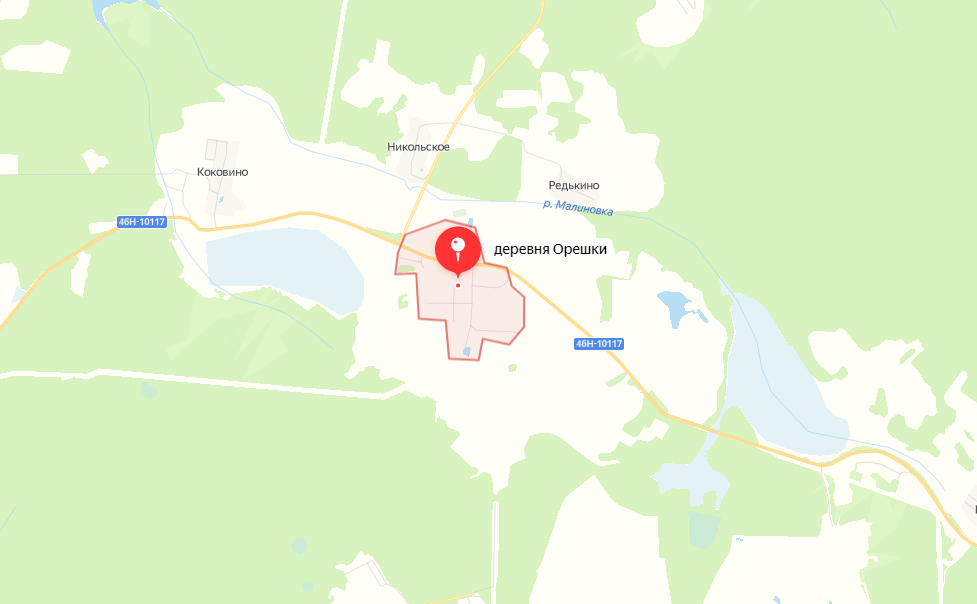 Никольское
Коковино
Редькино
р. Малиновка
46Н-10117
деревня Орешки
46Н-10117